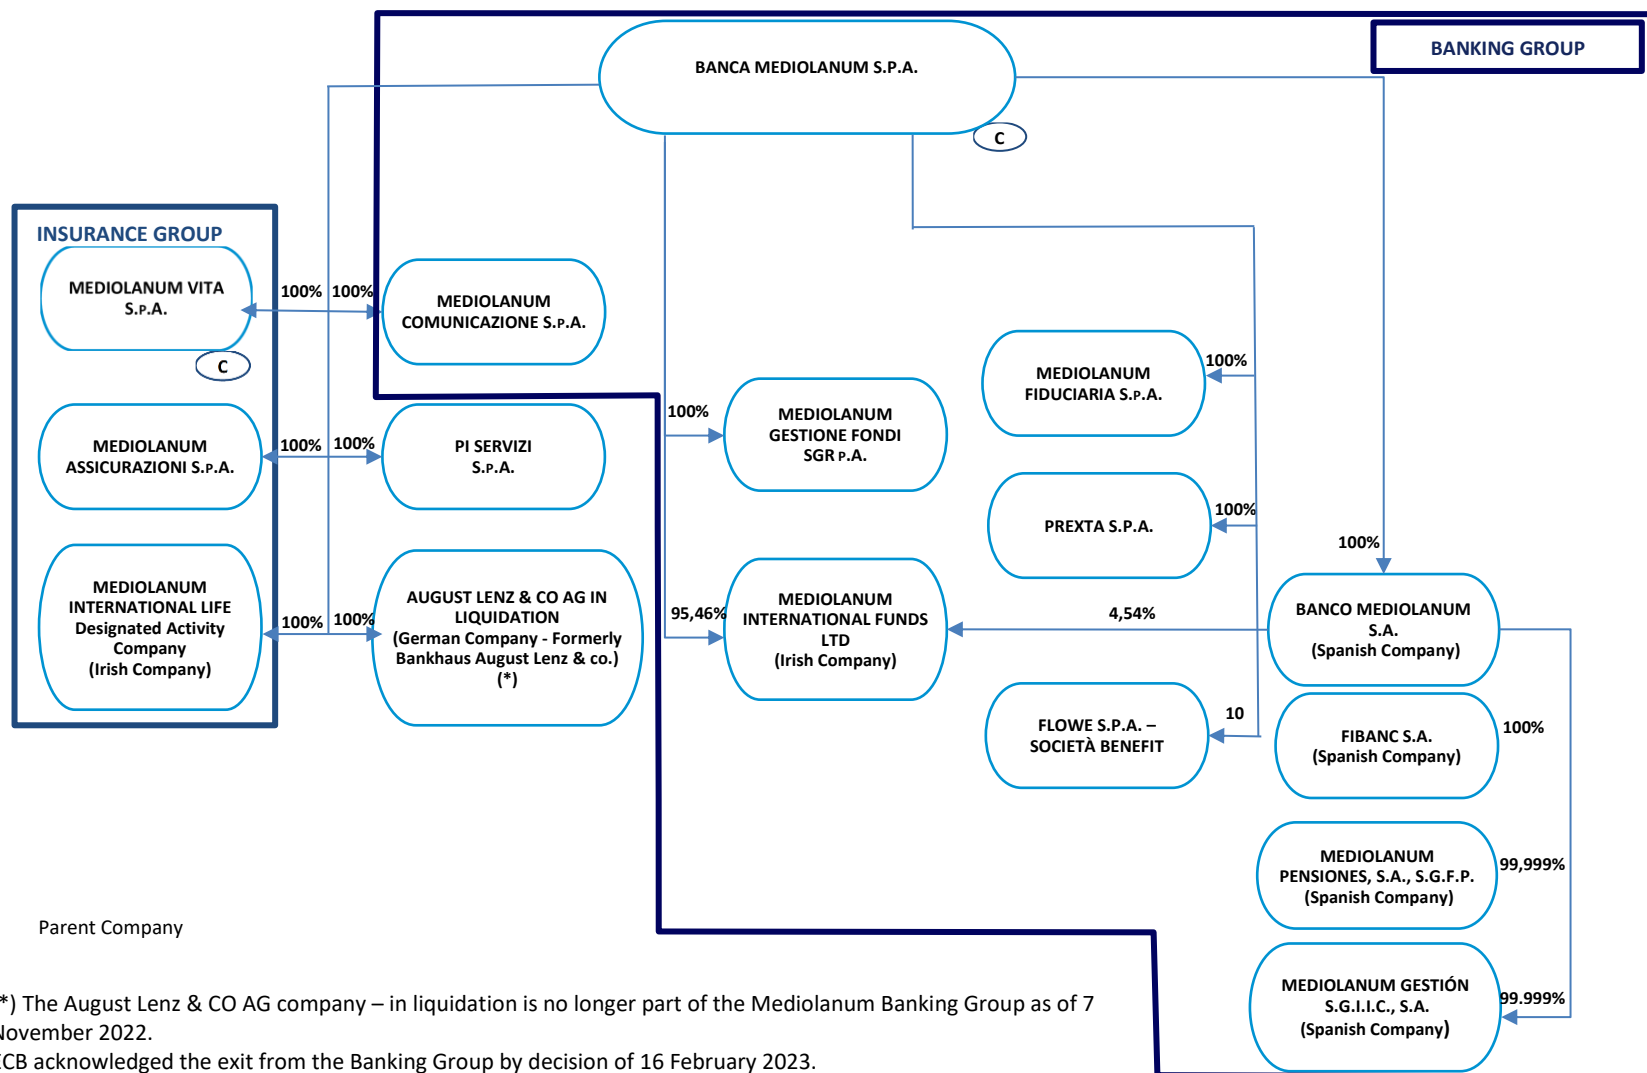 BANKING GROUP
BANCA MEDIOLANUM S.P.A.
C
INSURANCE GROUP
MEDIOLANUM VITA
S.P.A.
C
100%
100%
MEDIOLANUM
COMUNICAZIONE S.P.A.
MEDIOLANUM
ASSICURAZIONI S.P.A.
100%
100%
PI SERVIZI
S.P.A.
MEDIOLANUM
INTERNATIONAL LIFE
Designated Activity
Company
(Irish Company)
100%
100%
AUGUST LENZ & CO AG IN
LIQUIDATION
(German Company - Formerly
Bankhaus August Lenz & co.)
(*)
100%
MEDIOLANUM
GESTIONE FONDI
SGR P.A.
95,46%
MEDIOLANUM
INTERNATIONAL FUNDS
LTD
(Irish Company)
4,54%
MEDIOLANUM
FIDUCIARIA S.P.A.
100%
PREXTA S.P.A.
100%
FLOWE S.P.A. –
SOCIETÀ BENEFIT
10
100%
BANCO MEDIOLANUM
S.A.
(Spanish Company)
FIBANC S.A.
(Spanish Company)
100%
MEDIOLANUM
PENSIONES, S.A., S.G.F.P.
(Spanish Company)
99,999%
MEDIOLANUM GESTIÓN
S.G.I.I.C., S.A.
(Spanish Company)
99.999%
Parent Company
*) The August Lenz & CO AG company – in liquidation is no longer part of the Mediolanum Banking Group as of 7
November 2022.
ECB acknowledged the exit from the Banking Group by decision of 16 February 2023.